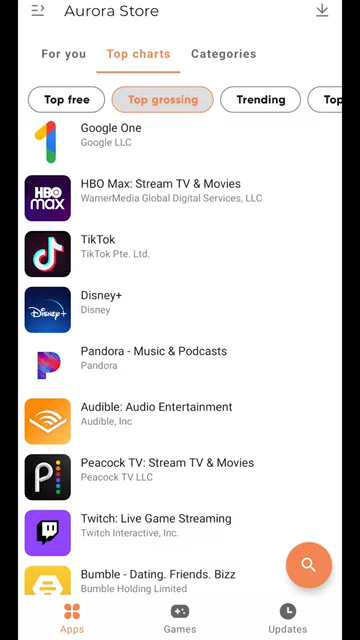 Aurora Store
For you
Top charts
Categories
Top free
Top grossing
Trending
Top
Google One
Google LLC
HBO Max: Stream TV & Movies
WarnerMedia Global Digital Services, LLC
HBO
max
TikTok
TikTok Pte. Ltd.
Disney+
Disney
Disney+
Pandora - Music & Podcasts
Pandora
Audible: Audio Entertainment
Audible, Inc
Peacock TV: Stream TV & Movies
Peacock TV LLC
Twitch: Live Game Streaming
Twitch Interactive, Inc.
Bumble - Dating. Friends. Bizz
Bumble Holding Limited
Apps
Games
Updates